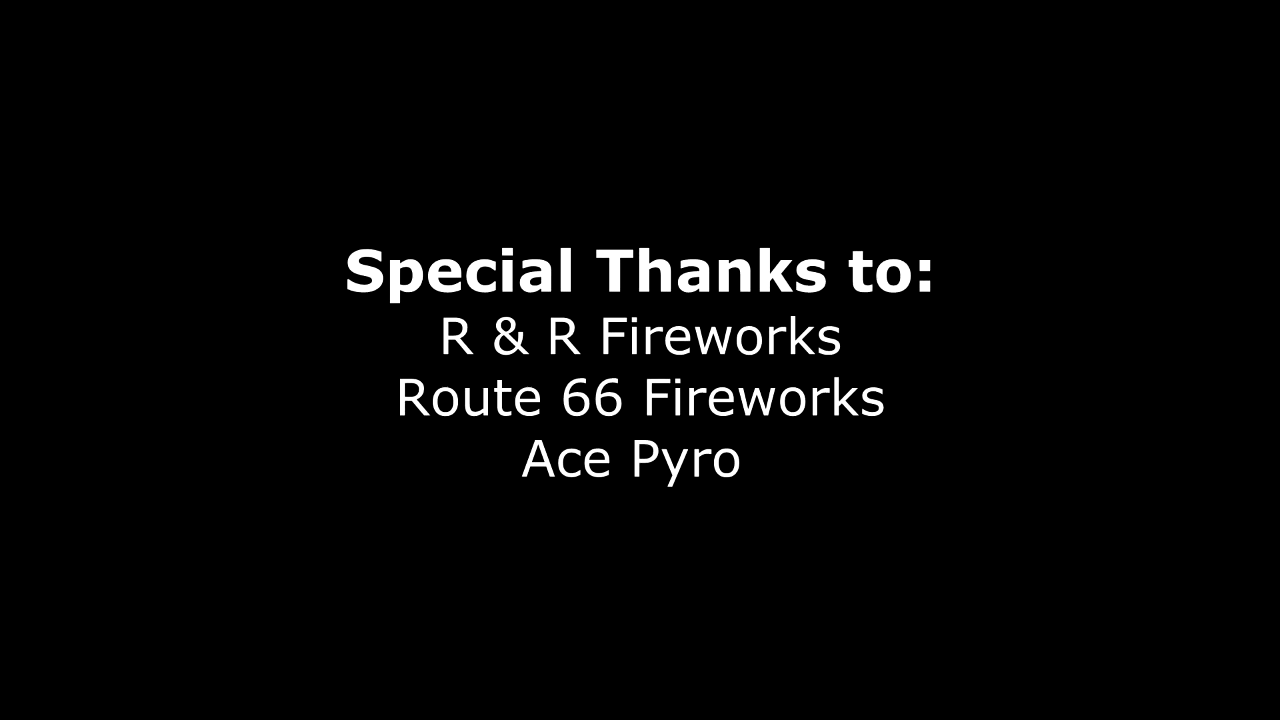 Special Thanks to:
R & R Fireworks
Route 66 Fireworks
Ace Pyro